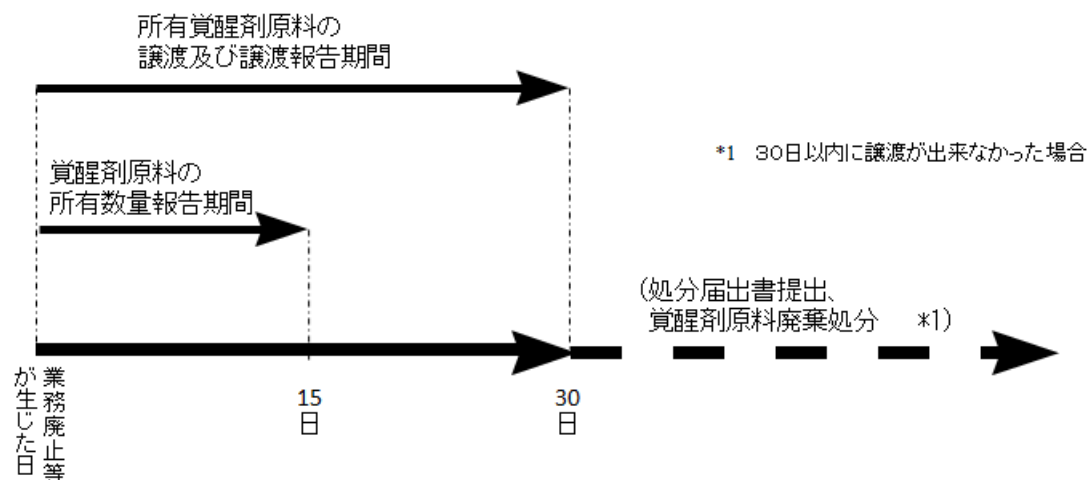 所有覚醒剤原料の
譲渡及び譲渡報告期間
*1 30日以内に譲渡が出来なかった場合
覚醒剤原料の
所有数量報告期間
(処分届出書提出、
覚醒剤原料廃棄処分 *1)
業務廃止等
が生じた日
15
日
30
日